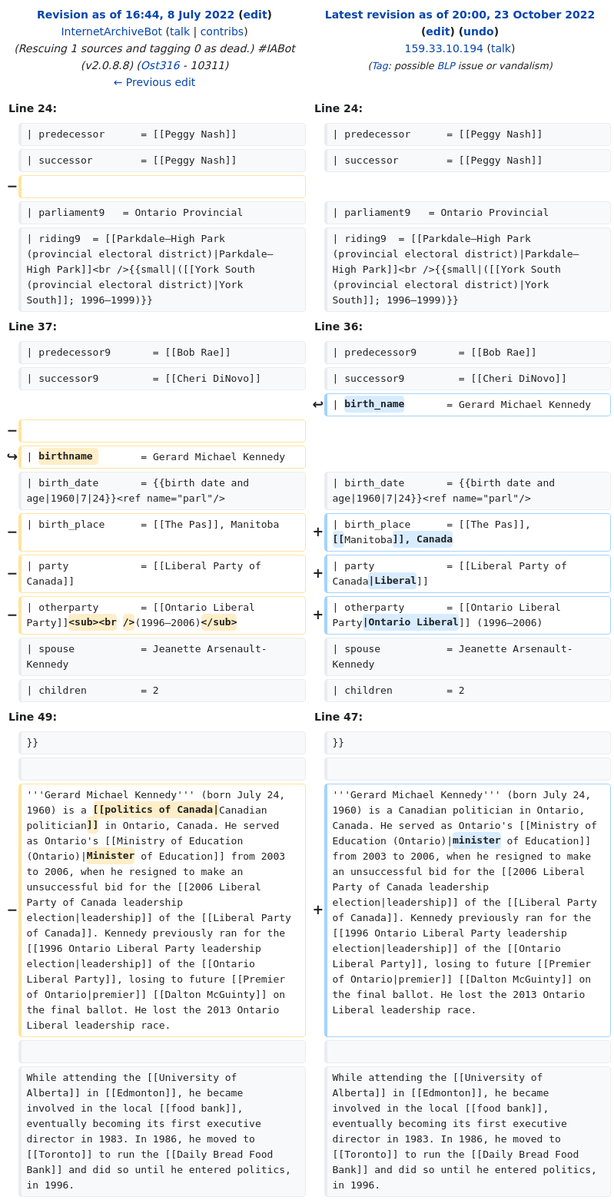 Revision as of 16:44, 8 July 2022 (edit)
InternetArchiveBot (talk | contribs)
(Rescuing 1 sources and tagging 0 as dead.) #IABot
(v2.0.8.8) (Ost316 - 10311)
← Previous edit
Latest revision as of 20:00, 23 October 2022
(edit) (undo)
159.33.10.194 (talk)
(Tag: possible BLP issue or vandalism)
Line 24:
Line 24:
| predecessor = [[Peggy Nash]]
| predecessor = [[Peggy Nash]]
| successor = [[Peggy Nash]]
| successor = [[Peggy Nash]]
−
| parliament9 = Ontario Provincial
| parliament9 = Ontario Provincial
| riding9 = [[Parkdale—High Park
(provincial electoral district)|Parkdale—
High Park]]<br />{{small|([[York South
(provincial electoral district)|York
South]]; 1996–1999)}}
| riding9 = [[Parkdale—High Park
(provincial electoral district)|Parkdale—
High Park]]<br />{{small|([[York South
(provincial electoral district)|York
South]]; 1996–1999)}}
Line 37:
Line 36:
| predecessor9 = [[Bob Rae]]
| predecessor9 = [[Bob Rae]]
| successor9 = [[Cheri DiNovo]]
| successor9 = [[Cheri DiNovo]]
↩ | birth_name = Gerard Michael Kennedy
−
↪ | birthname = Gerard Michael Kennedy
| birth_date = {{birth date and
age|1960|7|24}}<ref name="parl"/>
| birth_date = {{birth date and
age|1960|7|24}}<ref name="parl"/>
− | birth_place = [[The Pas]], Manitoba
+ | birth_place = [[The Pas]],
[[Manitoba]], Canada
− | party = [[Liberal Party of
Canada]]
+ | party = [[Liberal Party of
Canada|Liberal]]
− | otherparty = [[Ontario Liberal
Party]]<sub><br />(1996–2006)</sub>
+ | otherparty = [[Ontario Liberal
Party|Ontario Liberal]] (1996–2006)
| spouse = Jeanette Arsenault-
Kennedy
| spouse = Jeanette Arsenault-
Kennedy
| children = 2
| children = 2
Line 49:
Line 47:
}}
}}
− '''Gerard Michael Kennedy''' (born July 24,
1960) is a [[politics of Canada|Canadian
politician]] in Ontario, Canada. He served
as Ontario's [[Ministry of Education
(Ontario)|Minister of Education]] from 2003
to 2006, when he resigned to make an
unsuccessful bid for the [[2006 Liberal
Party of Canada leadership
election|leadership]] of the [[Liberal Party
of Canada]]. Kennedy previously ran for the
[[1996 Ontario Liberal Party leadership
election|leadership]] of the [[Ontario
Liberal Party]], losing to future [[Premier
of Ontario|premier]] [[Dalton McGuinty]] on
the final ballot. He lost the 2013 Ontario
Liberal leadership race.
+ '''Gerard Michael Kennedy''' (born July 24,
1960) is a Canadian politician in Ontario,
Canada. He served as Ontario's [[Ministry of
Education (Ontario)|minister of Education]]
from 2003 to 2006, when he resigned to make
an unsuccessful bid for the [[2006 Liberal
Party of Canada leadership
election|leadership]] of the [[Liberal Party
of Canada]]. Kennedy previously ran for the
[[1996 Ontario Liberal Party leadership
election|leadership]] of the [[Ontario
Liberal Party]], losing to future [[Premier
of Ontario|premier]] [[Dalton McGuinty]] on
the final ballot. He lost the 2013 Ontario
Liberal leadership race.
While attending the [[University of
Alberta]] in [[Edmonton]], he became
involved in the local [[food bank]],
eventually becoming its first executive
director in 1983. In 1986, he moved to
[[Toronto]] to run the [[Daily Bread Food
Bank]] and did so until he entered politics,
in 1996.
While attending the [[University of
Alberta]] in [[Edmonton]], he became
involved in the local [[food bank]],
eventually becoming its first executive
director in 1983. In 1986, he moved to
[[Toronto]] to run the [[Daily Bread Food
Bank]] and did so until he entered politics,
in 1996.